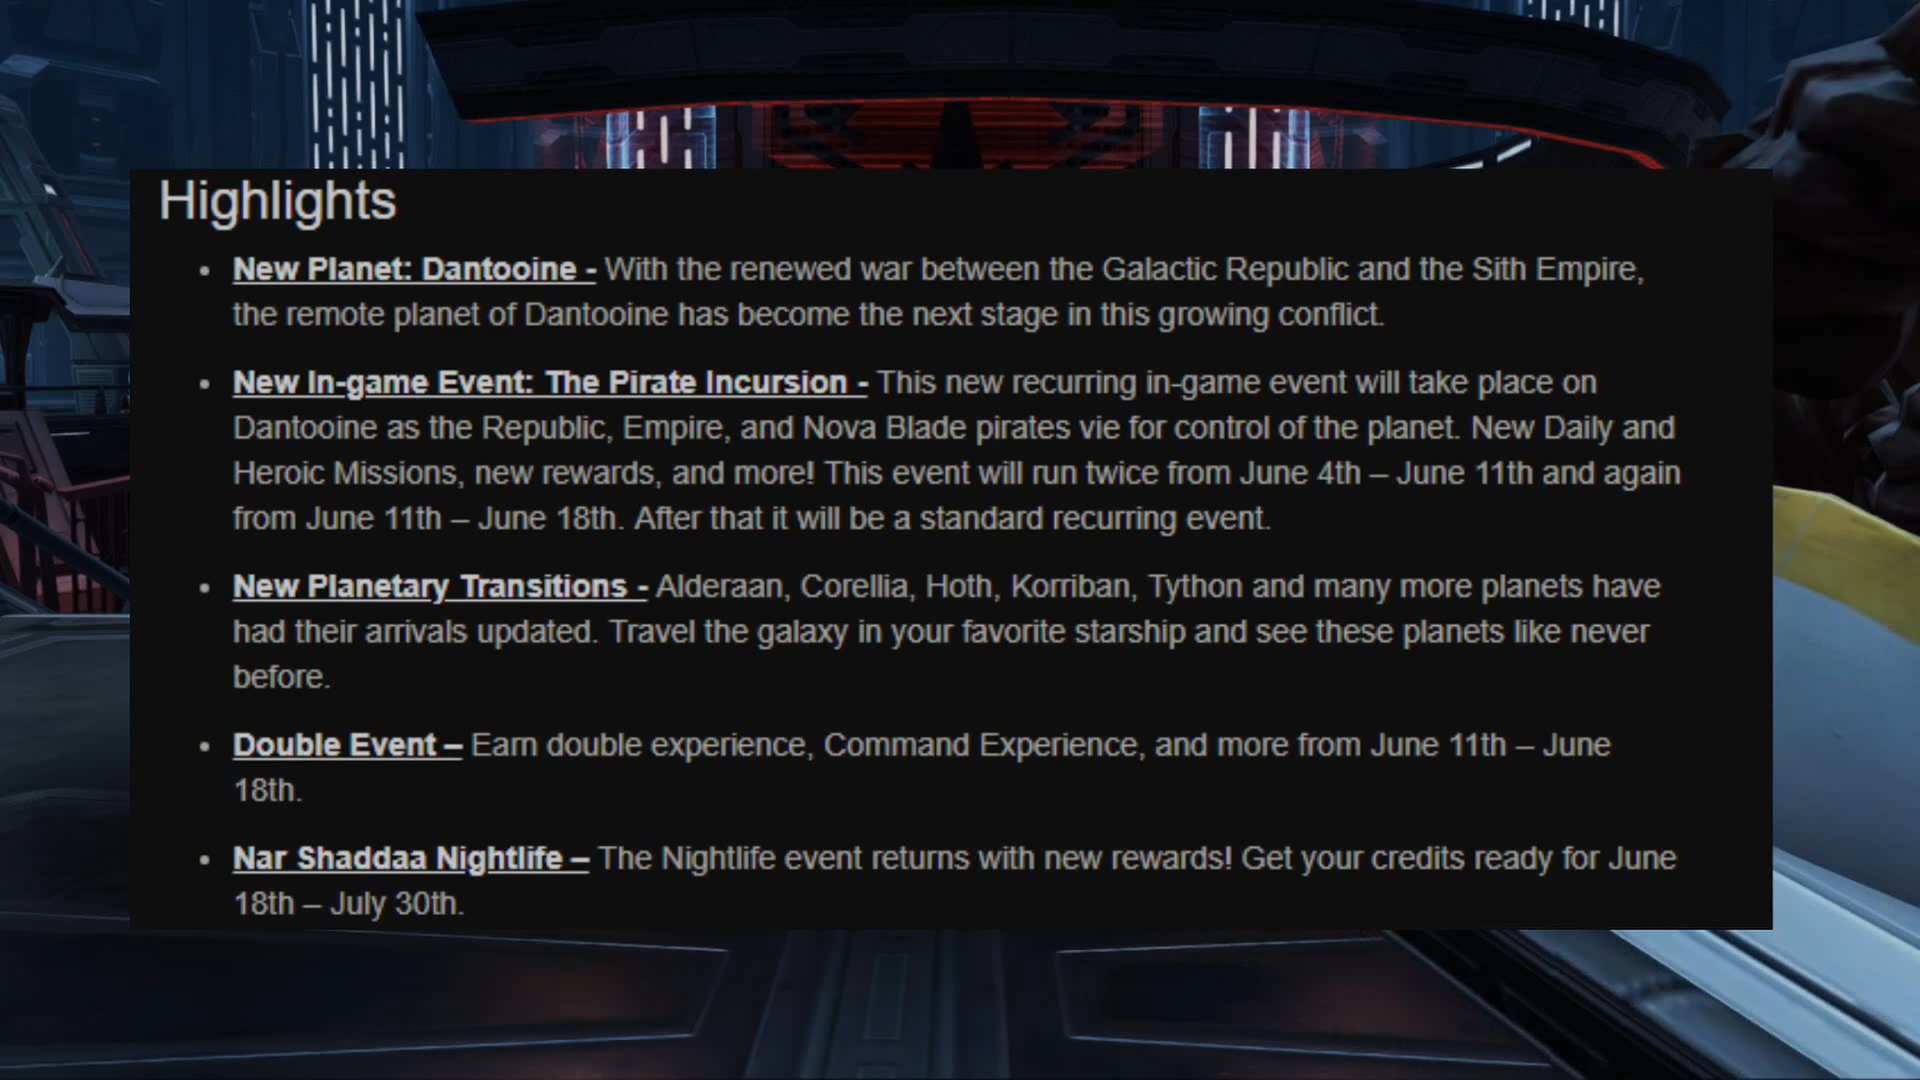 Highlights
New Planet: Dantooine - With the renewed war between the Galactic Republic and the Sith Empire,
the remote planet of Dantooine has become the next stage in this growing conflict.
New In-game Event: The Pirate Incursion - This new recurring in-game event will take place on
Dantooine as the Republic, Empire, and Nova Blade pirates vie for control of the planet. New Daily and
Heroic Missions, new rewards, and more! This event will run twice from June 4th – June 11th and again
from June 11th – June 18th. After that it will be a standard recurring event.
New Planetary Transitions - Alderaan, Corellia, Hoth, Korriban, Tython and many more planets have
had their arrivals updated. Travel the galaxy in your favorite starship and see these planets like never
before.
Double Event – Earn double experience, Command Experience, and more from June 11th – June
18th.
Nar Shaddaa Nightlife – The Nightlife event returns with new rewards! Get your credits ready for June
18th – July 30th.